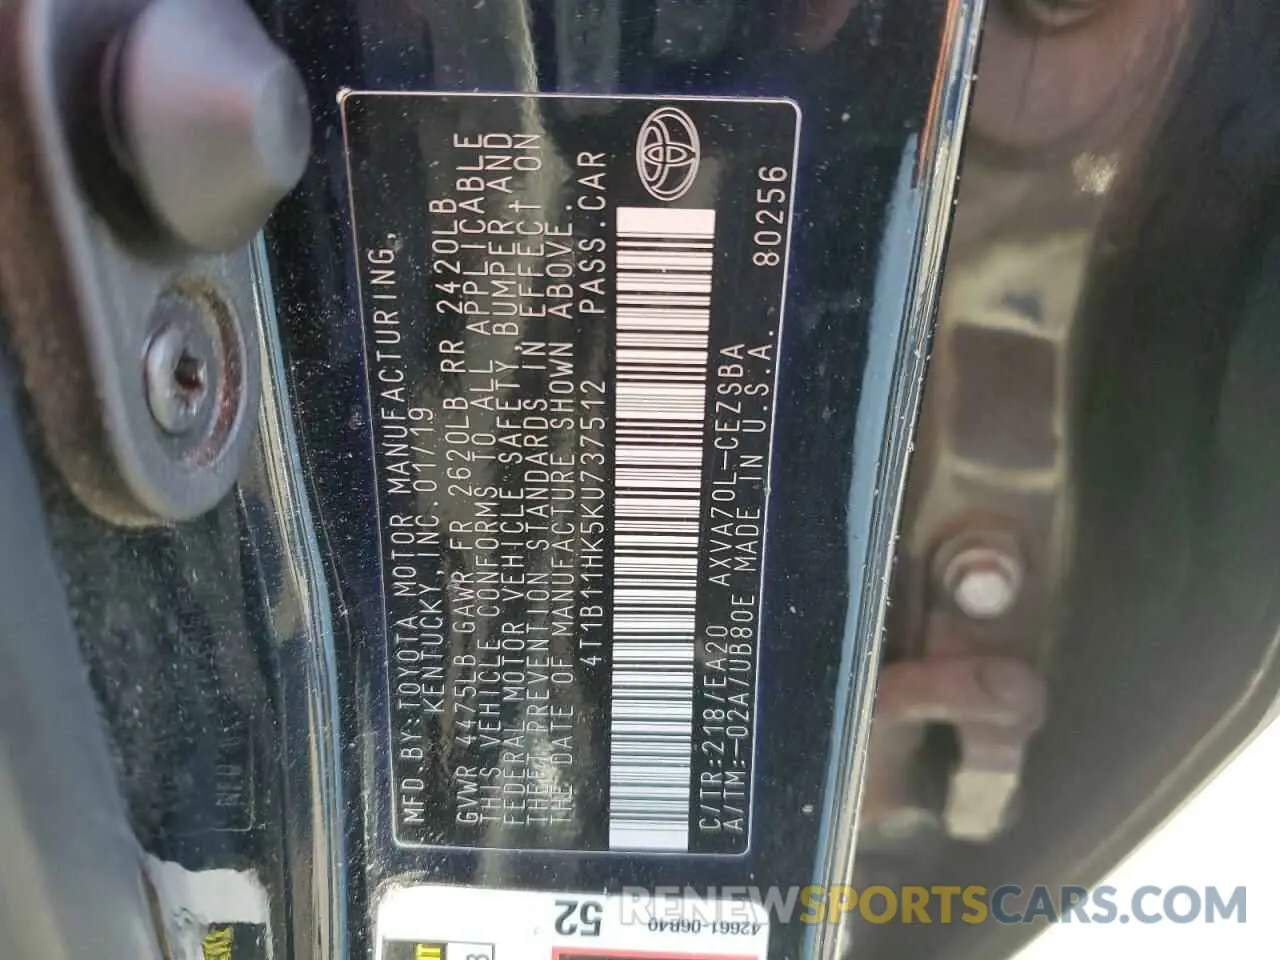 MFD. BY: TOYOTA MOTOR MANUFACTURING,
KENTUCKY, INC. 01/19
GVWR 4475LB GAWR FR 2620LB RR 2420LB
THIS VEHICLE CONFORMS TO ALL APPLICABLE
FEDERAL MOTOR VEHICLE SAFETY BUMPER AND
THEFT PREVENTION STANDARDS IN EFFECT ON
THE DATE OF MANUFACTURE SHOWN ABOVE.
4T1B11HK5KU737512 PASS.CAR
C/TR:218/EA20 AXVA70L-CEZSBA
A/TM:-02A/UB80E MADE IN U.S.A.
80256
52
42661-06B40
RENEWSPORTSCARS.COM